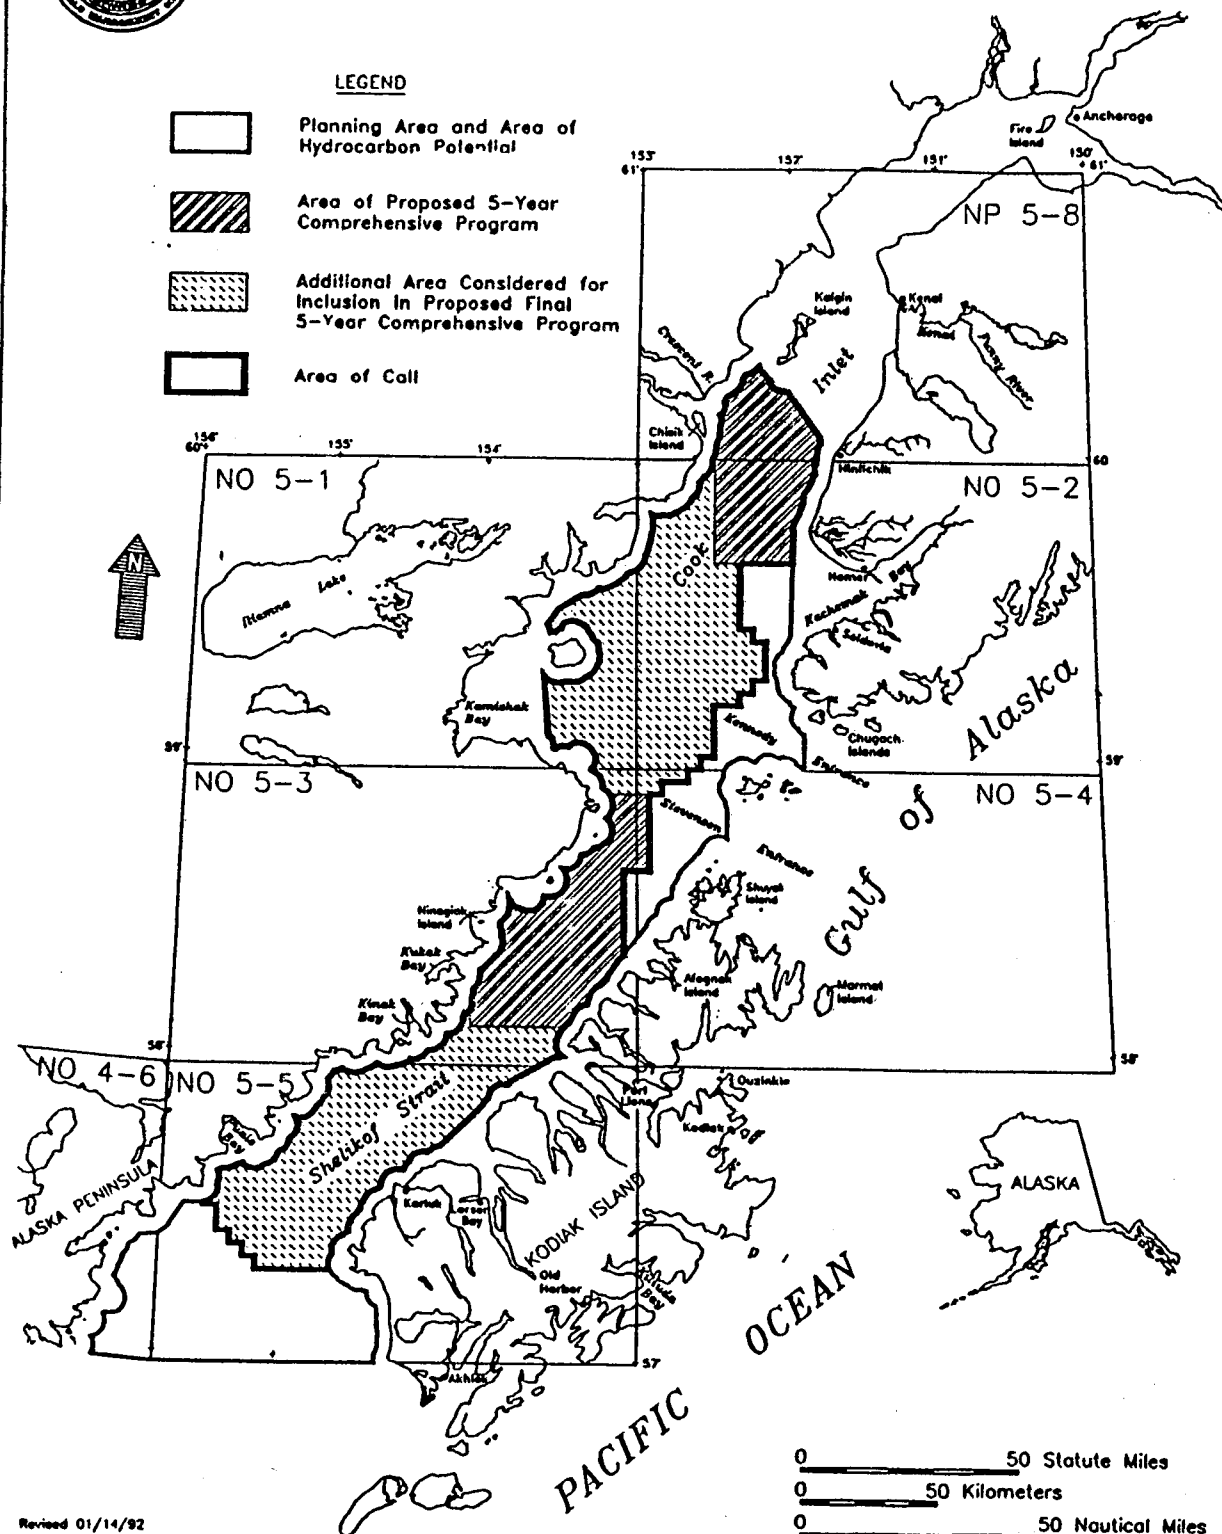 LEGEND
Planning Area and Area of
Hydrocarbon Potential
Area of Proposed 5-Year
Comprehensive Program
Additional Area Considered for
Inclusion in Proposed Final
5-Year Comprehensive Program
Area of Call
Anchorage
Fire
Island
153°
61°
151°
150°
61°
NP 5-8
Kalgin
Island
Kenai
Funny River
Crescent R.
Inlet
Chisik
Island
Ninilchik
156°
60°
155°
154°
60
NO 5-1
NO 5-2
N
Iliamna Lake
Cook
Homer
Kachemak Bay
Seldovia
Kamishak
Bay
Kennedy
Entrance
Chugach
Islands
Gulf of Alaska
59°
59°
NO 5-3
NO 5-4
Stevenson
Entrance
Shuyak
Island
Ninagiak
Island
Kukak
Bay
Afognak
Island
Marmot
Island
Kinak
Bay
58°
58°
NO 4-6
NO 5-5
Ouzinkie
Port
Lions
Kodiak
Shelikof Strait
Puale
Bay
ALASKA PENINSULA
ALASKA
Karluk
Larsen
Bay
KODIAK ISLAND
Old
Harbor
Kiliuda
Bay
57°
Akhiok
PACIFIC OCEAN
0 50 Statute Miles
0 50 Kilometers
0 50 Nautical Miles
Revised 01/14/92